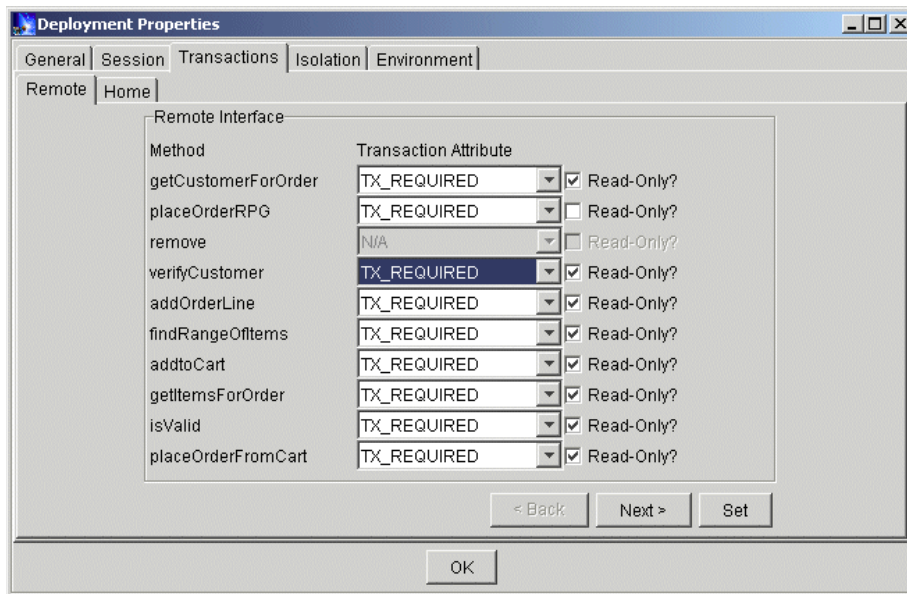 Deployment Properties
General Session Transactions Isolation Environment
Remote Home
Remote Interface
Method Transaction Attribute
getCustomerForOrder TX_REQUIRED Read-Only?
placeOrderRPG TX_REQUIRED Read-Only?
remove N/A Read-Only?
verifyCustomer TX_REQUIRED Read-Only?
addOrderLine TX_REQUIRED Read-Only?
findRangeOfItems TX_REQUIRED Read-Only?
addtoCart TX_REQUIRED Read-Only?
getItemsForOrder TX_REQUIRED Read-Only?
isValid TX_REQUIRED Read-Only?
placeOrderFromCart TX_REQUIRED Read-Only?
< Back Next > Set
OK